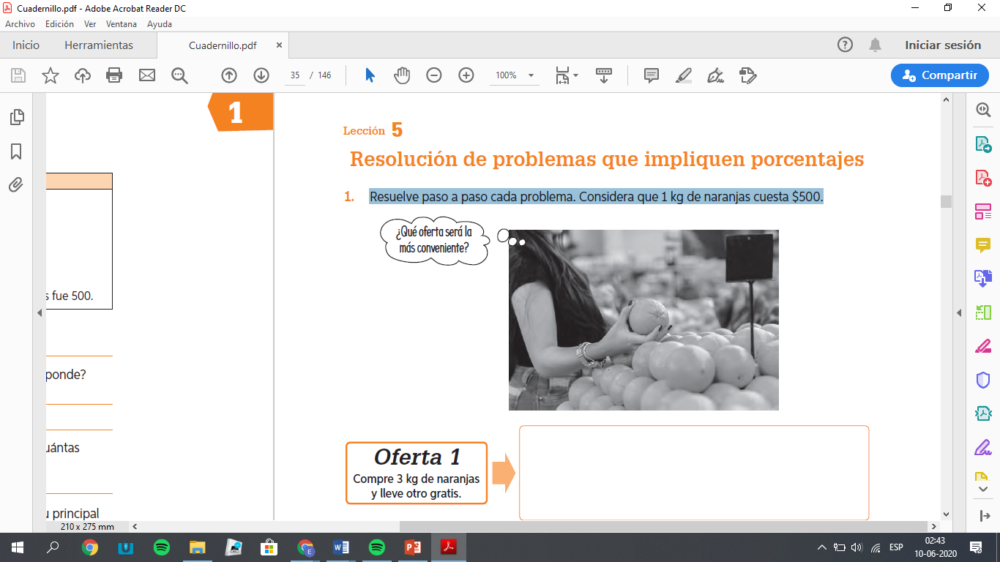 Cuadernillo.pdf - Adobe Acrobat Reader DC
Archivo Edición Ver Ventana Ayuda
Inicio Herramientas Cuadernillo.pdf × Iniciar sesión
35 / 146 100% Compartir
1
s fue 500.
ponde?
uántas
u principal
Lección 5
Resolución de problemas que impliquen porcentajes
1. Resuelve paso a paso cada problema. Considera que 1 kg de naranjas cuesta $500.
¿Qué oferta será la
más conveniente?
Oferta 1
Compre 3 kg de naranjas
y lleve otro gratis.
210 x 275 mm
ESP
02:43
10-06-2020